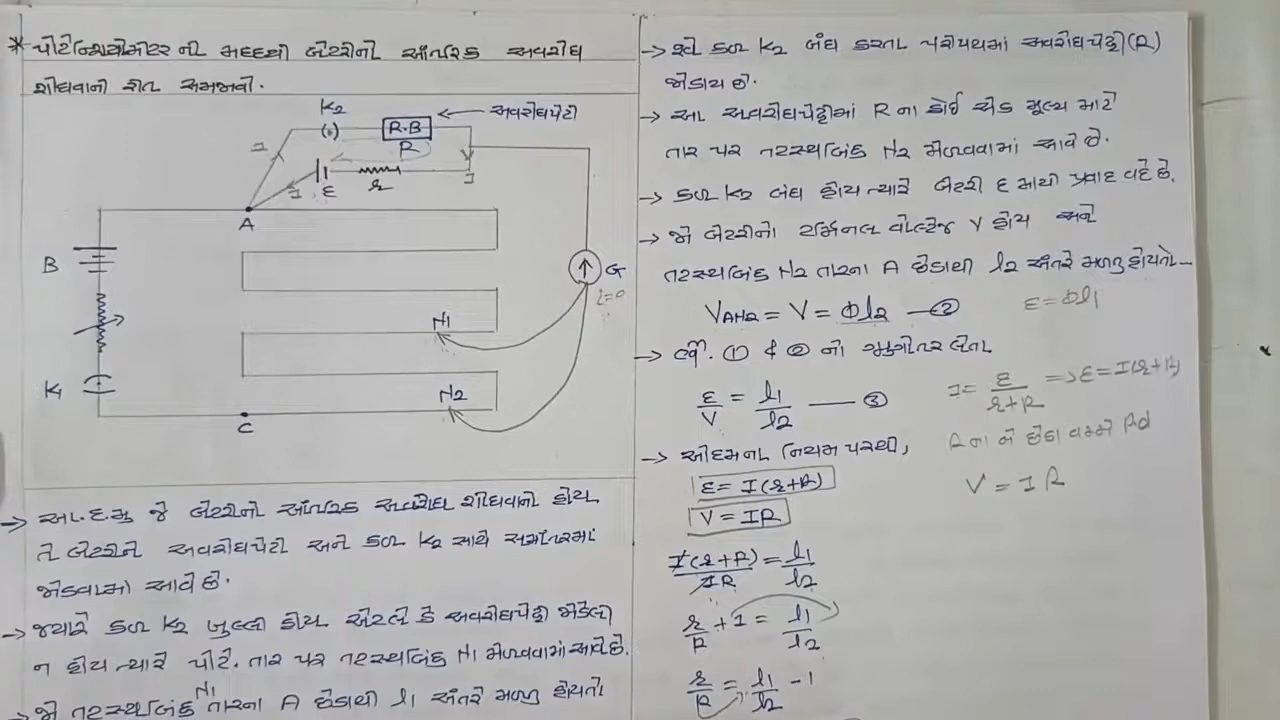 * પોટેન્શિયોમીટર ની મદદથી બેટરીનો આંતરિક અવરોધ
શોધવાની રીત સમજાવો.
K2
R.B
← અવરોધપેટી
R
I
I
ε
r
I
A
B
G
r=0
N1
K1
N2
C
→ આ.દ.મુ જે બેટરીનો આંતરિક અવરોધ શોધવાનો હોય
તે બેટરીને અવરોધપેટી અને કળ K2 સાથે સમાંતરમાં
જોડવામાં આવે છે.
→ જ્યારે કળ K2 ખુલ્લી હોય એટલે કે અવરોધપેટી જોડેલી
ન હોય ત્યારે પોટે. તાર પર તટસ્થબિંદુ N1 મેળવવામાં આવે છે.
→ જો તટસ્થબિંદુ N1 તારના A છેડાથી l1 અંતરે મળતુ હોયતો
→ હવે કળ K2 બંધ કરતા પરીપથમાં અવરોધપેટ્ટી (R)
જોડાય છે.
→ આ અવરોધપેટ્ટીમાં R ના કોઈ એક મૂલ્ય માટે
તાર પર તટસ્થબિંદુ N2 મેળવવામાં આવે છે.
→ કળ K2 બંધ હોય ત્યારે બેટરી ε માંથી પ્રવાહ વહે છે.
→ જો બેટરીનો ટર્મિનલ વોલ્ટેજ V હોય અને
તટસ્થબિંદુ N2 તારના A છેડાથી l2 અંતરે મળતુ હોયતો—
VAN2 = V = Φl2 —②
ε = Φl1
→ સમી. ① & ② નો ગુણોત્તર લેતા
ε/V = l1/l2 —— ③
I = ε/r+R => ε = I(r+R)
→ ઓહમના નિયમ પરથી,
R ના બે છેડા વચ્ચે Pd
ε = I(r+R)
V = IR
V = IR
I(r+R)/IR = l1/l2
r/R + 1 = l1/l2
r/R = l1/l2 - 1